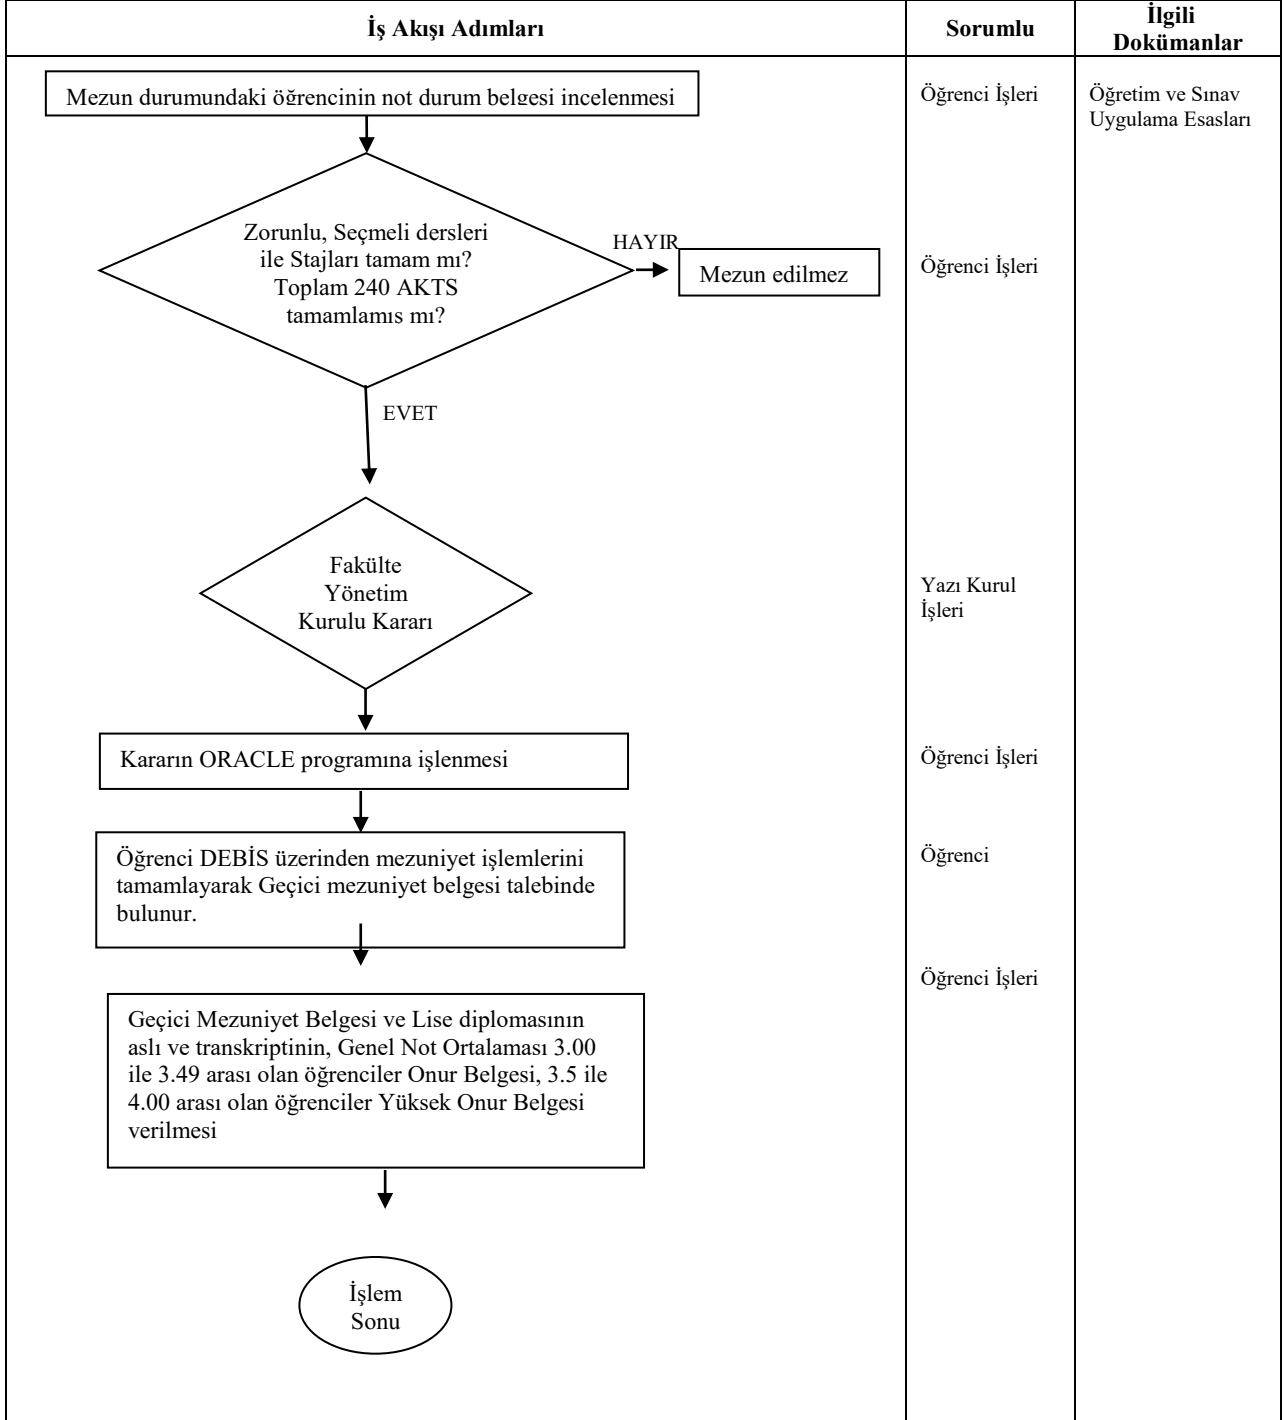 İş Akışı Adımları
Sorumlu
İlgili
Dokümanlar
Mezun durumundaki öğrencinin not durum belgesi incelenmesi
Öğrenci İşleri
Öğretim ve Sınav
Uygulama Esasları
Zorunlu, Seçmeli dersleri
ile Stajları tamam mı?
Toplam 240 AKTS
tamamlamıs mı?
HAYIR
Mezun edilmez
Öğrenci İşleri
EVET
Fakülte
Yönetim
Kurulu Kararı
Yazı Kurul
İşleri
Kararın ORACLE programına işlenmesi
Öğrenci İşleri
Öğrenci DEBİS üzerinden mezuniyet işlemlerini
tamamlayarak Geçici mezuniyet belgesi talebinde
bulunur.
Öğrenci
Öğrenci İşleri
Geçici Mezuniyet Belgesi ve Lise diplomasının
aslı ve transkriptinin, Genel Not Ortalaması 3.00
ile 3.49 arası olan öğrenciler Onur Belgesi, 3.5 ile
4.00 arası olan öğrenciler Yüksek Onur Belgesi
verilmesi
İşlem
Sonu